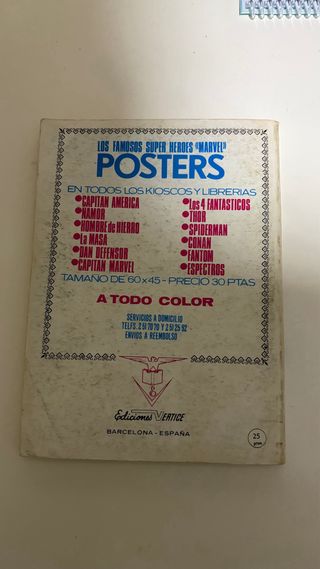 LOS FAMOSOS SUPER HEROES «MARVEL»
POSTERS
EN TODOS LOS KIOSCOS Y LIBRERIAS
CAPITAN AMERICA
NAMOR
HOMBRE de HIERRO
La MASA
DAN DEFENSOR
CAPITAN MARVEL
Los 4 FANTASTICOS
THOR
SPIDERMAN
CONAN
FANTOM
ESPECTROS
TAMAÑO DE 60x45 - PRECIO 30 PTAS
A TODO COLOR
SERVICIOS A DOMICILIO
TELFS. 2 51 70 70 Y 2 51 25 92
ENVIOS A REEMBOLSO
Ediciones VERTICE
BARCELONA - ESPAÑA
25
ptas